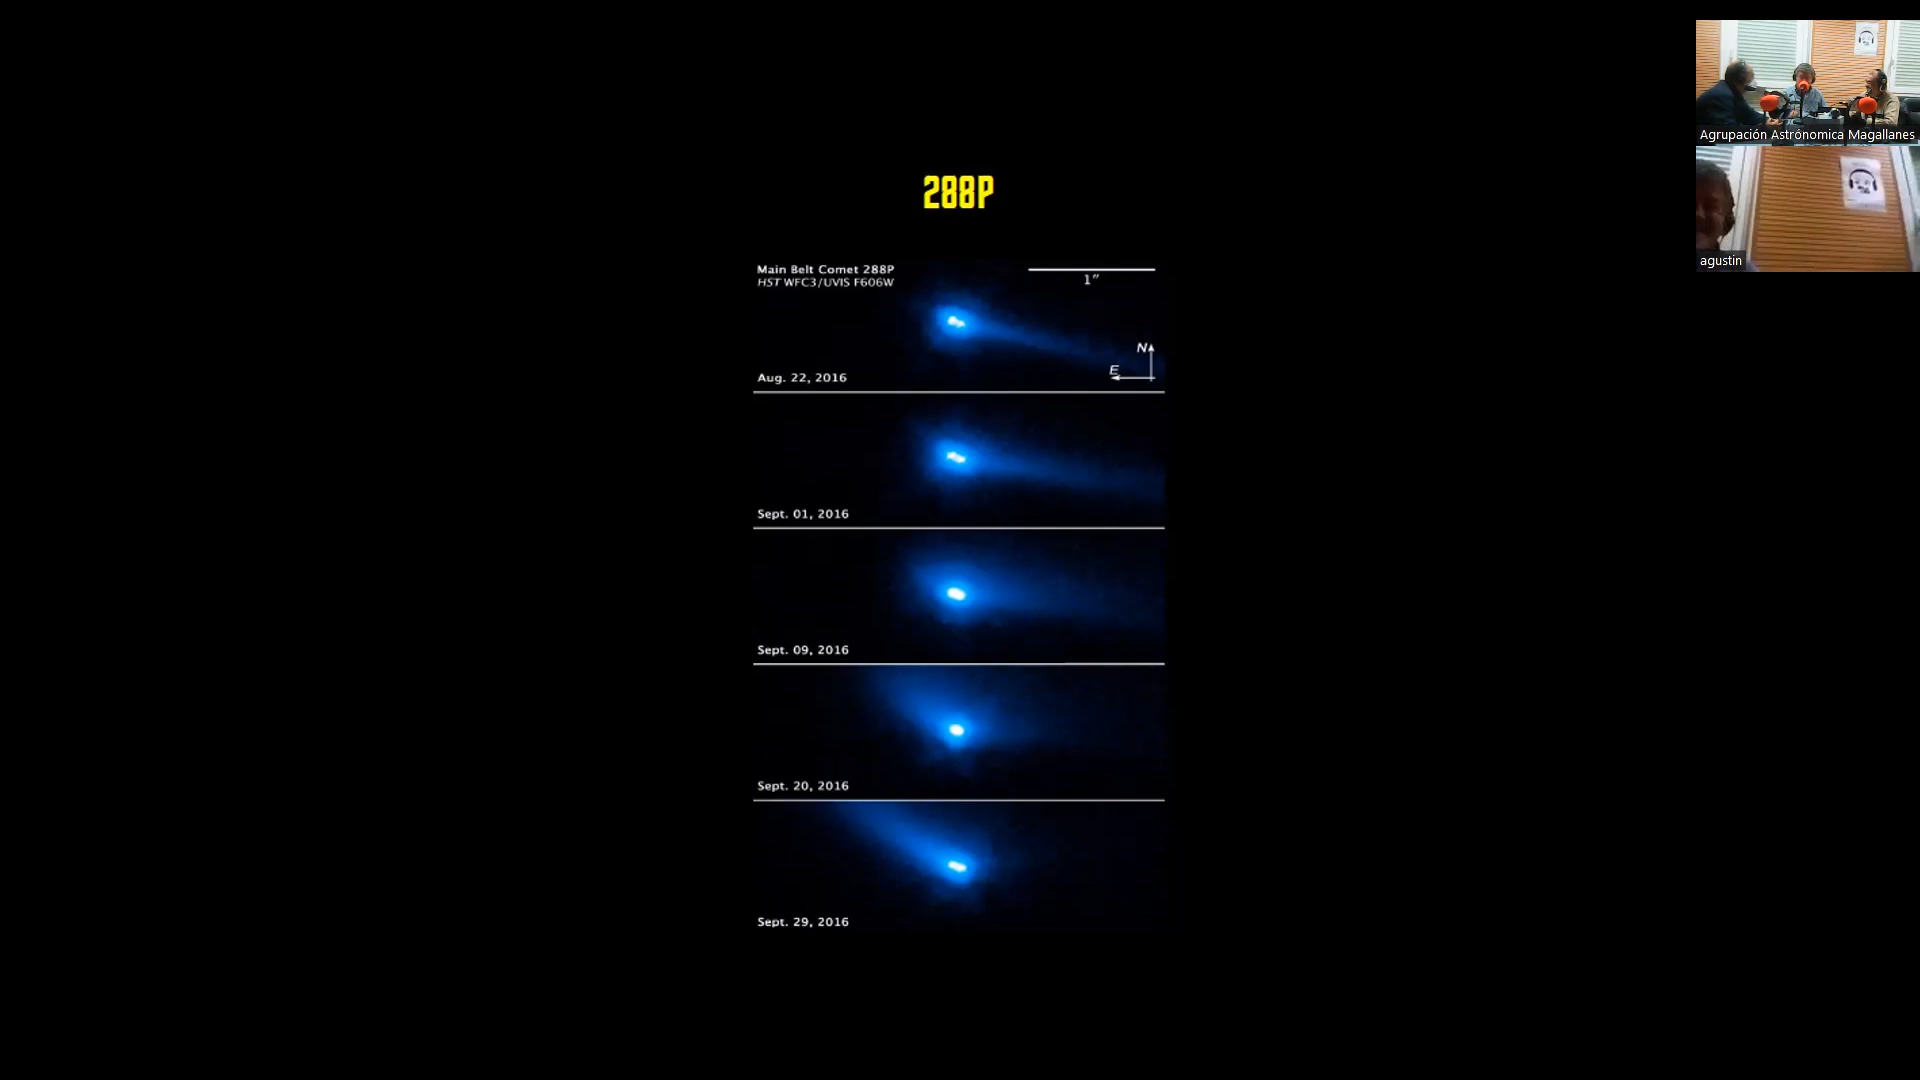 288P
Main Belt Comet 288P
HST WFC3/UVIS F606W
1"
N
E
Aug. 22, 2016
Sept. 01, 2016
Sept. 09, 2016
Sept. 20, 2016
Sept. 29, 2016
Agrupación Astrónomica Magallanes
agustin